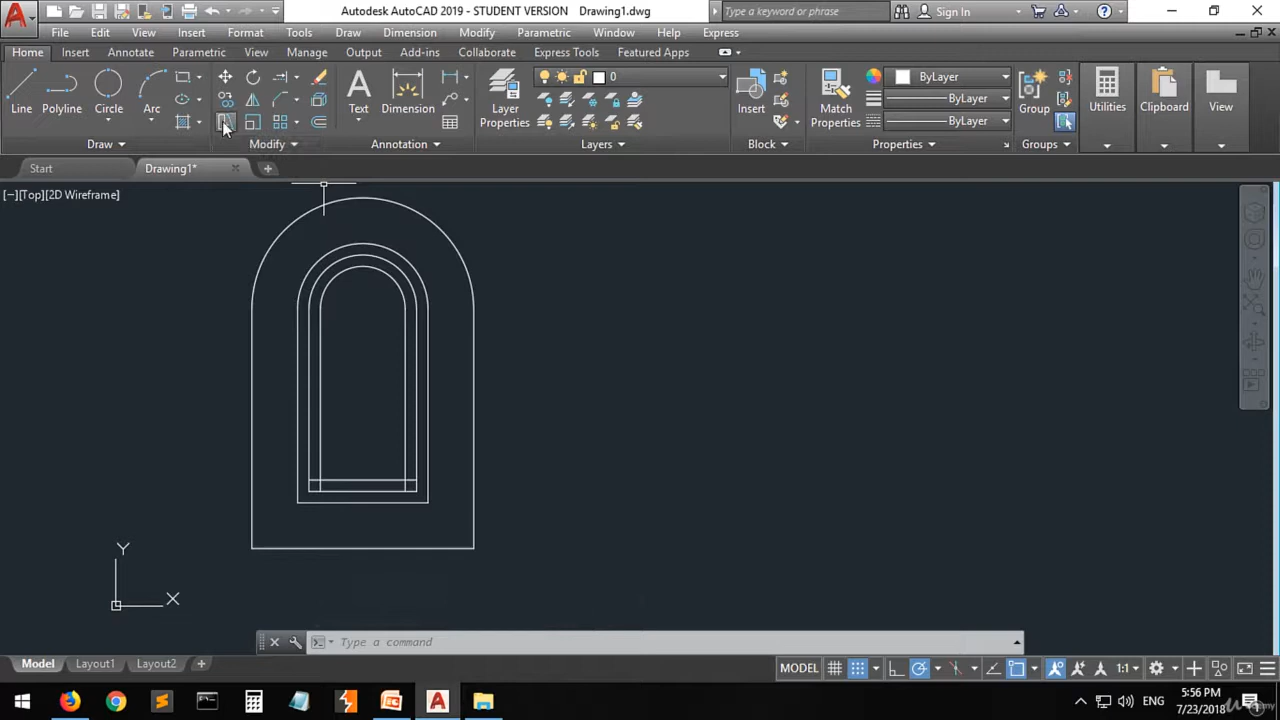 Autodesk AutoCAD 2019 - STUDENT VERSION Drawing1.dwg
Type a keyword or phrase
Sign In
File Edit View Insert Format Tools Draw Dimension Modify Parametric Window Help Express
Home Insert Annotate Parametric View Manage Output Add-ins Collaborate Express Tools Featured Apps
Line
Polyline
Circle
Arc
Text
Dimension
Layer
Properties
0
Insert
Match
Properties
ByLayer
ByLayer
ByLayer
Group
Utilities
Clipboard
View
Draw
Modify
Annotation
Layers
Block
Properties
Groups
Start
Drawing1*
[−][Top][2D Wireframe]
Y
X
Type a command
Model
Layout1
Layout2
MODEL
1:1
ENG
5:56 PM
7/23/2018